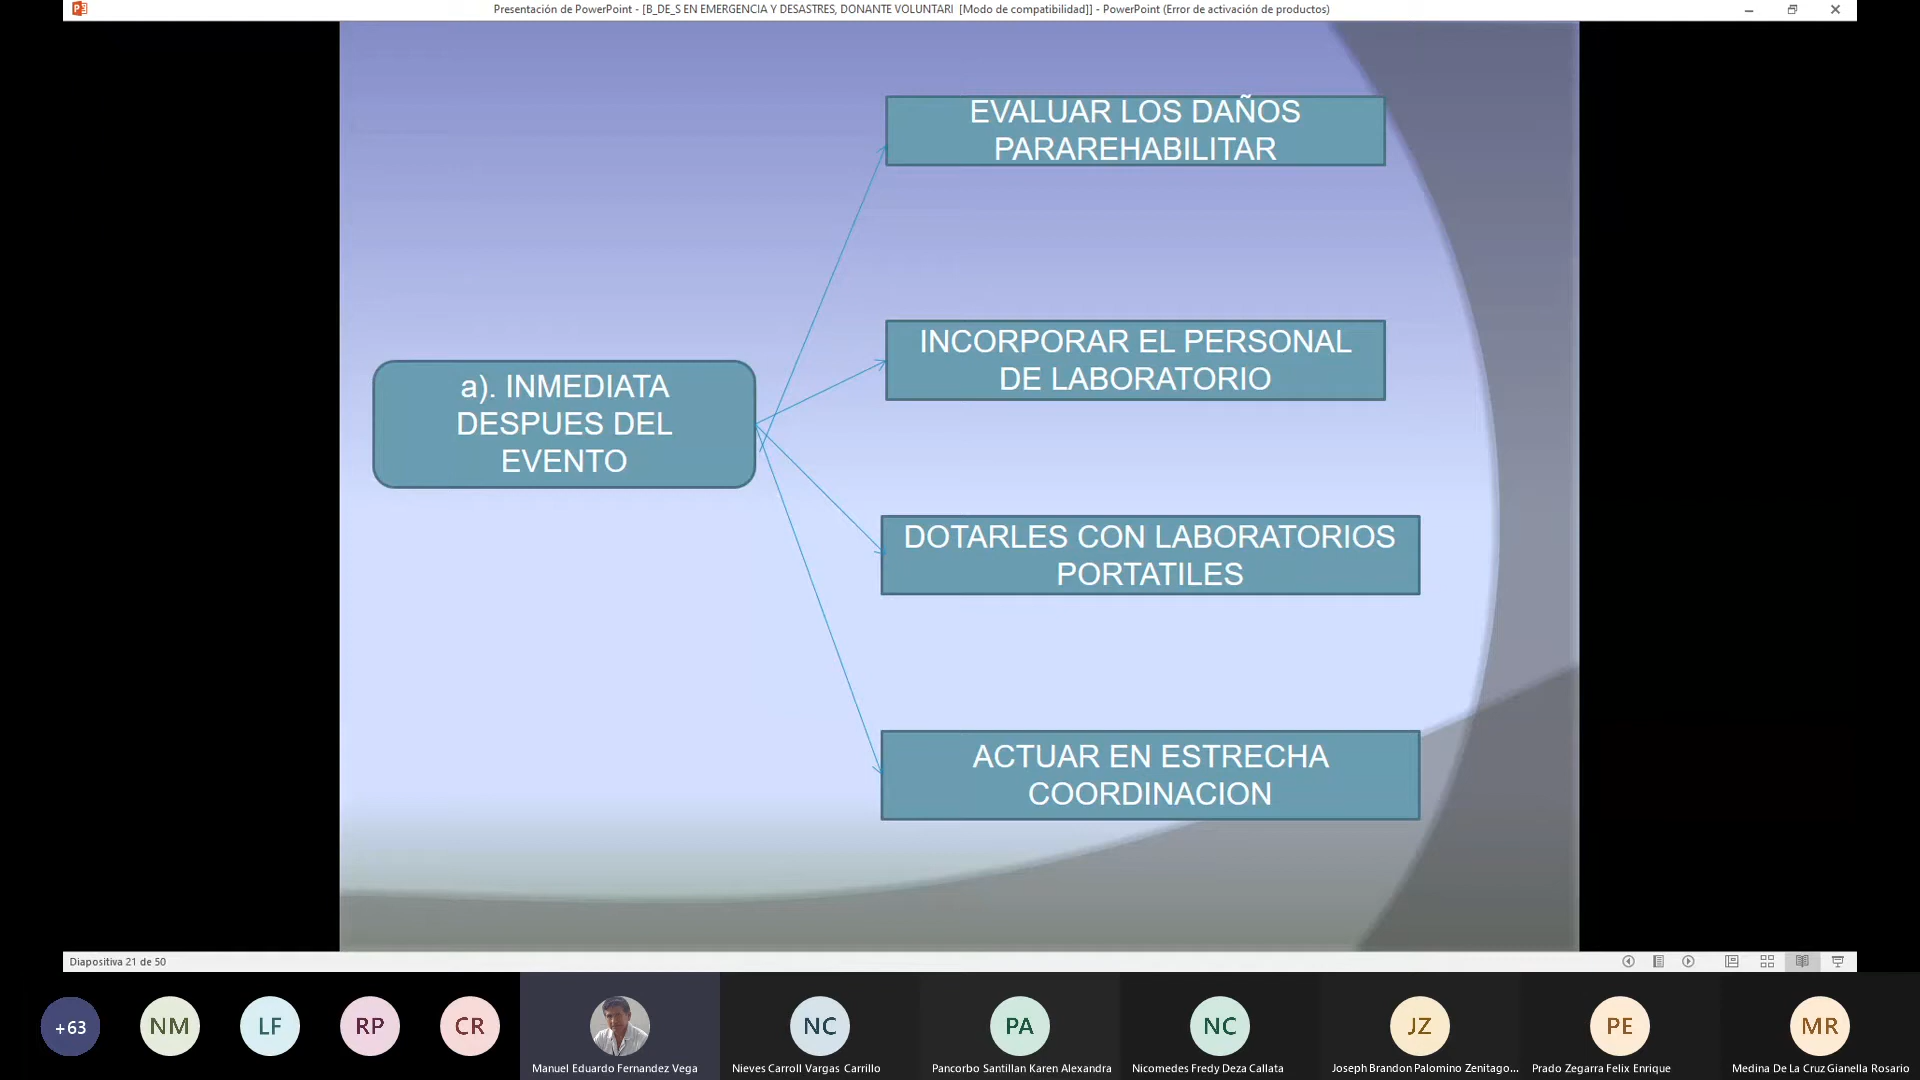 Presentación de PowerPoint - [B_DE_S EN EMERGENCIA Y DESASTRES, DONANTE VOLUNTARI [Modo de compatibilidad]] - PowerPoint (Error de activación de productos)
EVALUAR LOS DAÑOS
PARAREHABILITAR
INCORPORAR EL PERSONAL
DE LABORATORIO
a). INMEDIATA
DESPUES DEL
EVENTO
DOTARLES CON LABORATORIOS
PORTATILES
ACTUAR EN ESTRECHA
COORDINACION
Diapositiva 21 de 50
+63
NM
LF
RP
CR
NC
PA
NC
JZ
PE
MR
Manuel Eduardo Fernandez Vega
Nieves Carroll Vargas Carrillo
Pancorbo Santillan Karen Alexandra
Nicomedes Fredy Deza Callata
Joseph Brandon Palomino Zenitago...
Prado Zegarra Felix Enrique
Medina De La Cruz Gianella Rosario